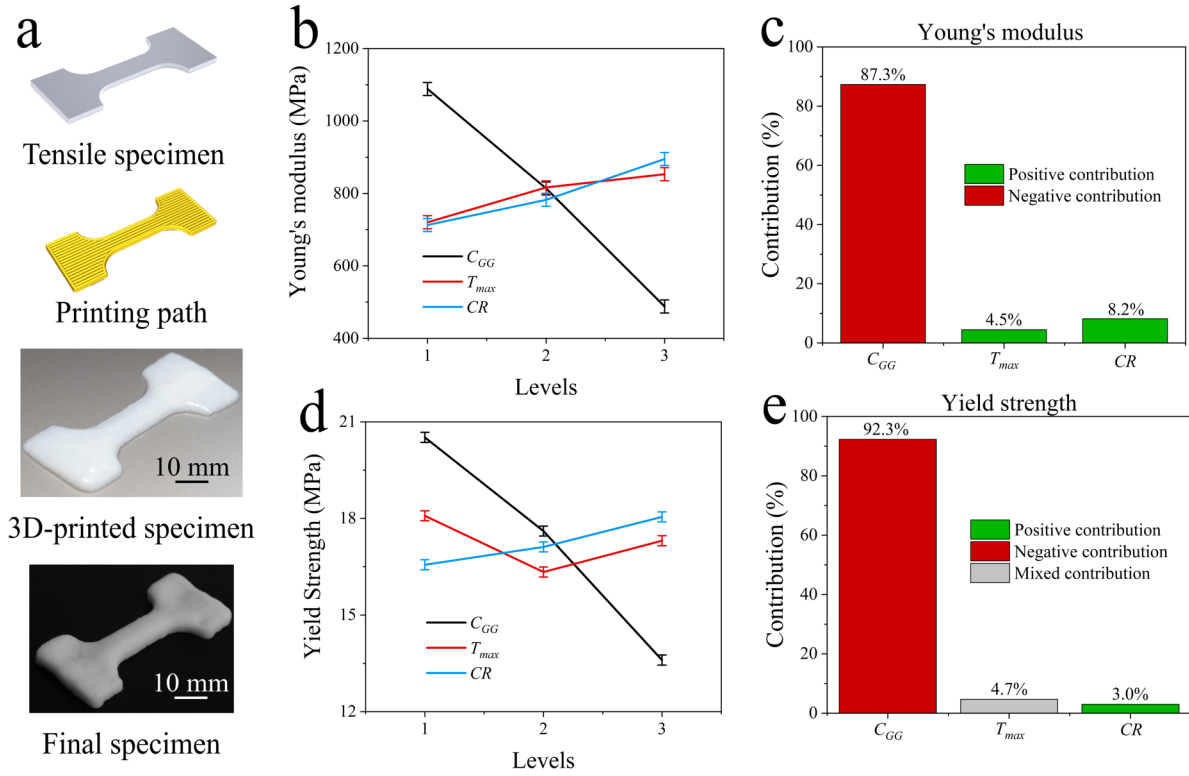 a
Tensile specimen
Printing path
10 mm
3D-printed specimen
10 mm
Final specimen
b
Young's modulus (MPa)
1200
1000
800
600
400
C_GG
T_max
CR
1 2 3
Levels
c
Young's modulus
Contribution (%)
100
80
60
40
20
0
87.3%
4.5%
8.2%
Positive contribution
Negative contribution
C_GG T_max CR
d
Yield Strength (MPa)
21
18
15
12
C_GG
T_max
CR
1 2 3
Levels
e
Yield strength
Contribution (%)
100
80
60
40
20
0
92.3%
4.7%
3.0%
Positive contribution
Negative contribution
Mixed contribution
C_GG T_max CR